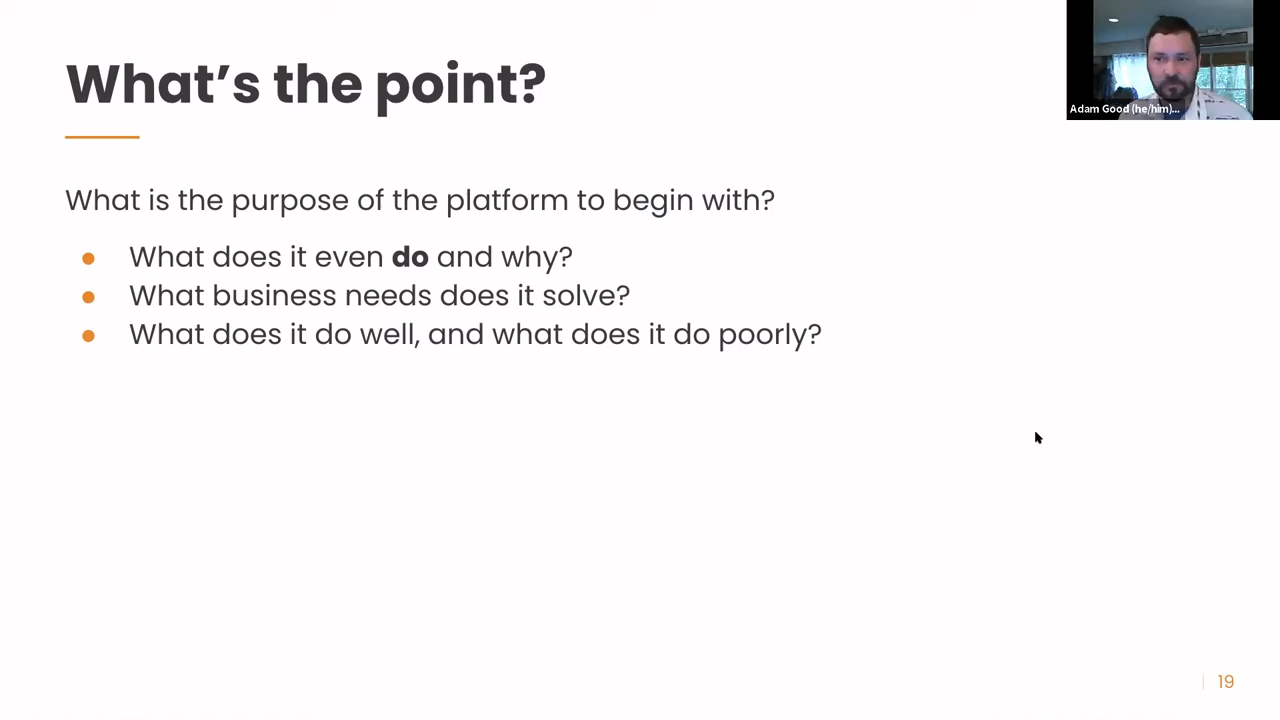 What's the point?
Adam Good (he/him)...
What is the purpose of the platform to begin with?
● What does it even do and why?
● What business needs does it solve?
● What does it do well, and what does it do poorly?
19